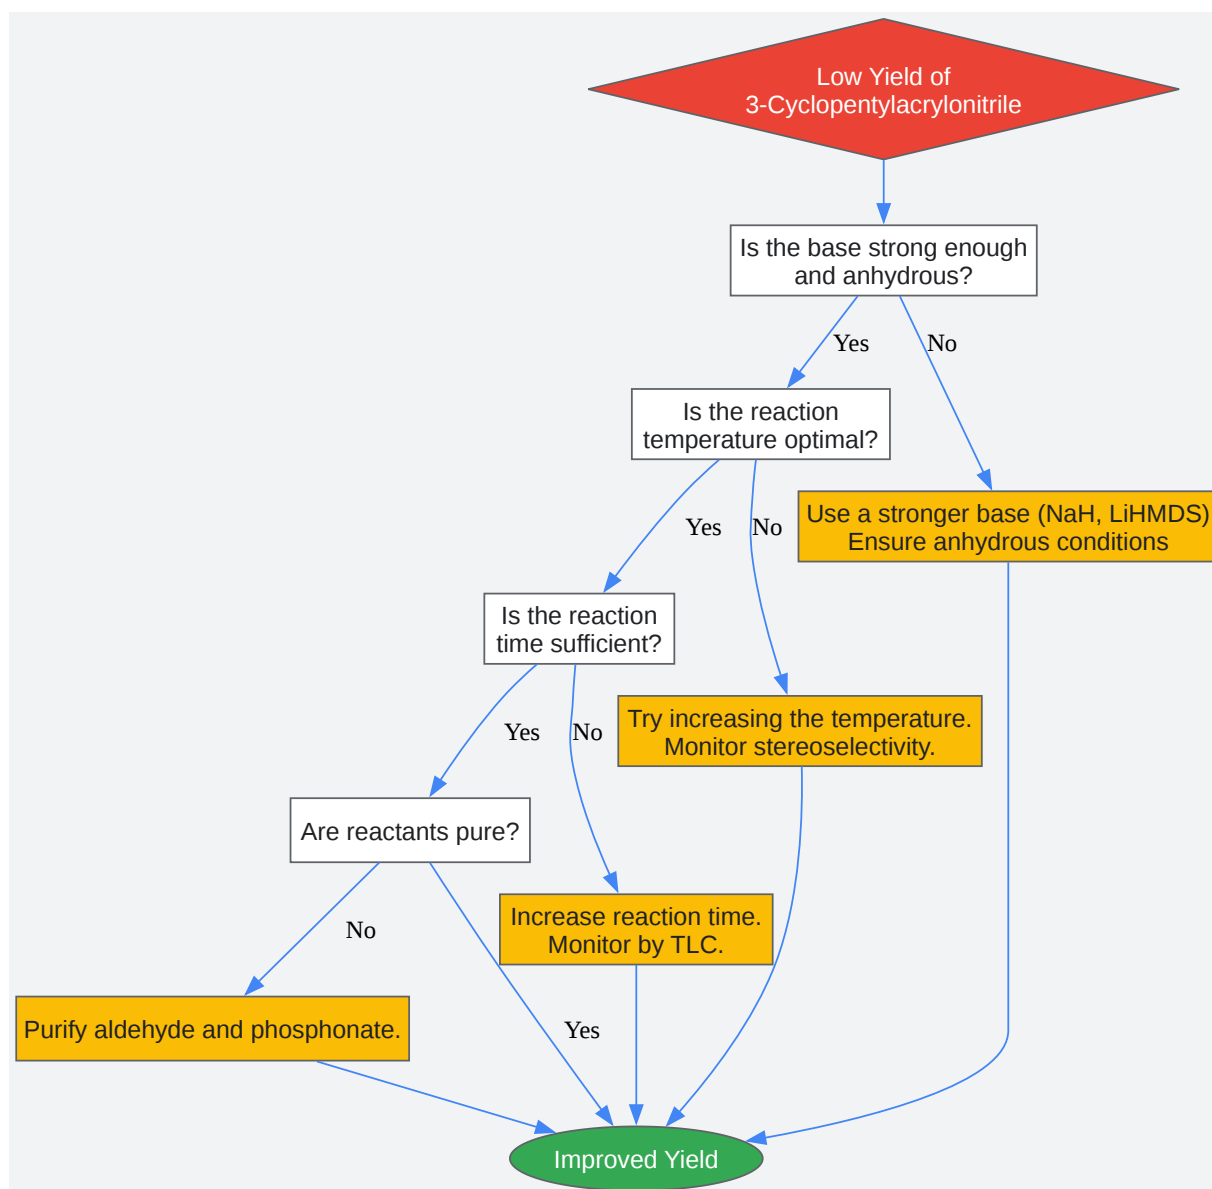 Low Yield of
3-Cyclopentylacrylonitrile
Is the base strong enough
and anhydrous?
Yes
No
Is the reaction
temperature optimal?
Use a stronger base (NaH, LiHMDS)
Ensure anhydrous conditions
Yes
No
Is the reaction
time sufficient?
Try increasing the temperature.
Monitor stereoselectivity.
Yes
No
Are reactants pure?
Increase reaction time.
Monitor by TLC.
No
Purify aldehyde and phosphonate.
Yes
Improved Yield